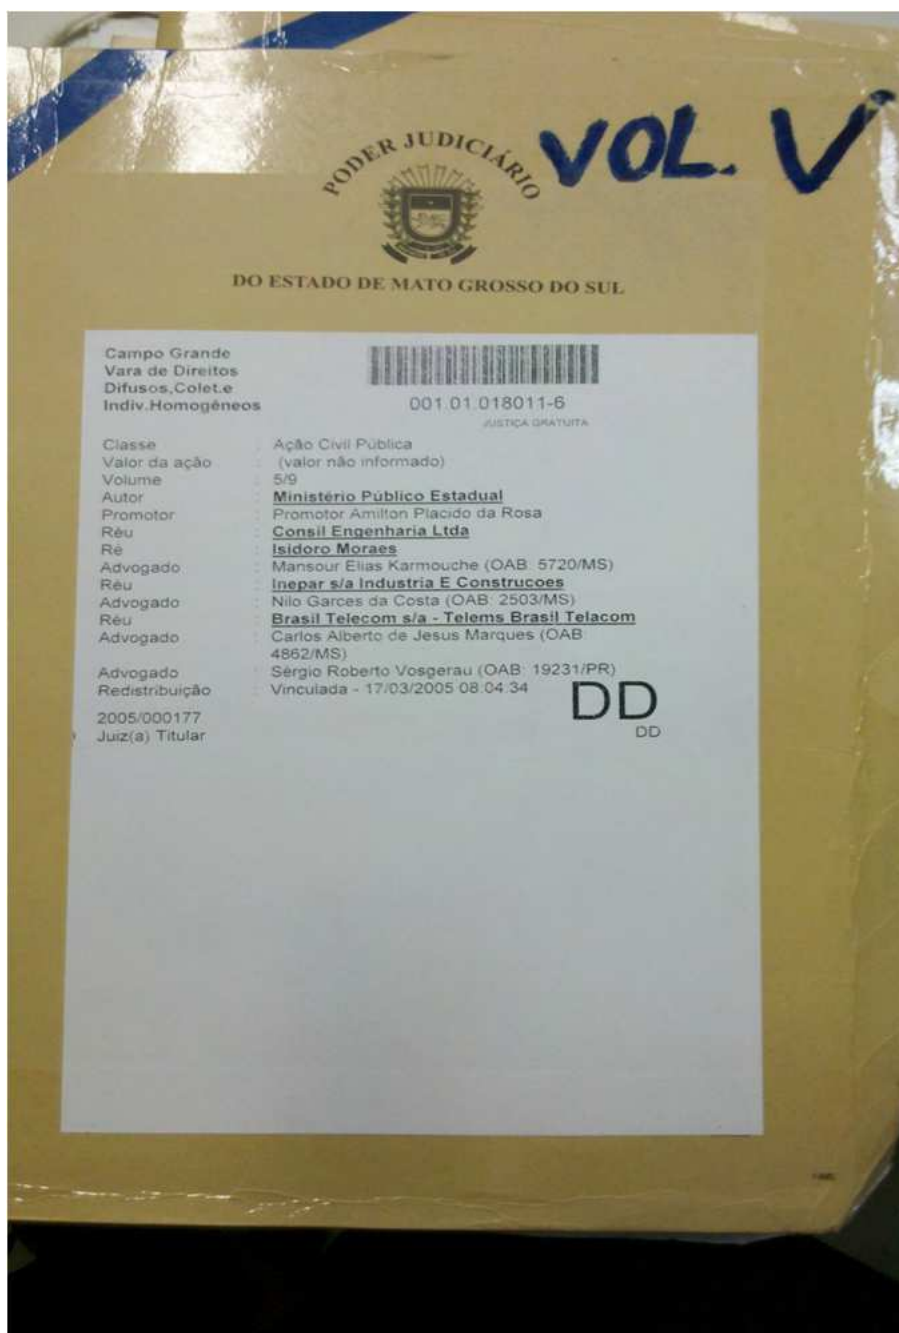 VOL. V
PODER JUDICIÁRIO
DO ESTADO DE MATO GROSSO DO SUL
Campo Grande
Vara de Direitos
Difusos,Colet.e
Indiv.Homogêneos
001.01.018011-6
JUSTIÇA GRATUITA
Classe : Ação Civil Pública
Valor da ação : (valor não informado)
Volume : 5/9
Autor : Ministério Público Estadual
Promotor : Promotor Amilton Placido da Rosa
Réu : Consil Engenharia Ltda
Ré : Isidoro Moraes
Advogado : Mansour Elias Karmouche (OAB: 5720/MS)
Réu : Inepar s/a Industria E Construcoes
Advogado : Nilo Garces da Costa (OAB: 2503/MS)
Réu : Brasil Telecom s/a - Telems Brasil Telacom
Advogado : Carlos Alberto de Jesus Marques (OAB:
4862/MS)
Advogado : Sérgio Roberto Vosgerau (OAB: 19231/PR)
Redistribuição : Vinculada - 17/03/2005 08:04:34
DD
2005/000177
Juiz(a) Titular
DD